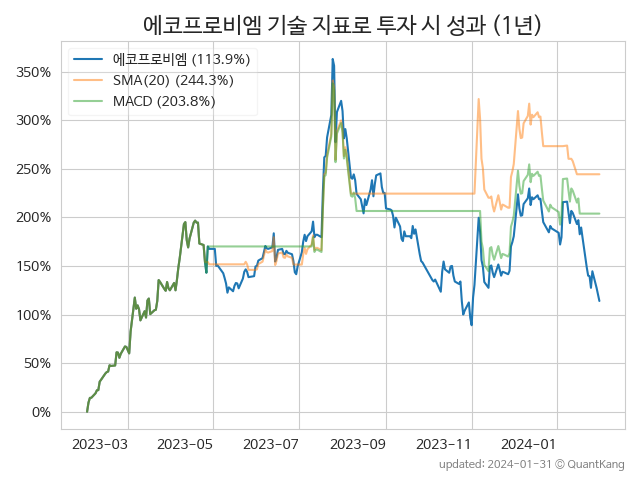 에코프로비엠 기술 지표로 투자 시 성과 (1년)
에코프로비엠 (113.9%)
SMA(20) (244.3%)
MACD (203.8%)
350%
300%
250%
200%
150%
100%
50%
0%
2023-03 2023-05 2023-07 2023-09 2023-11 2024-01
updated: 2024-01-31 © QuantKang